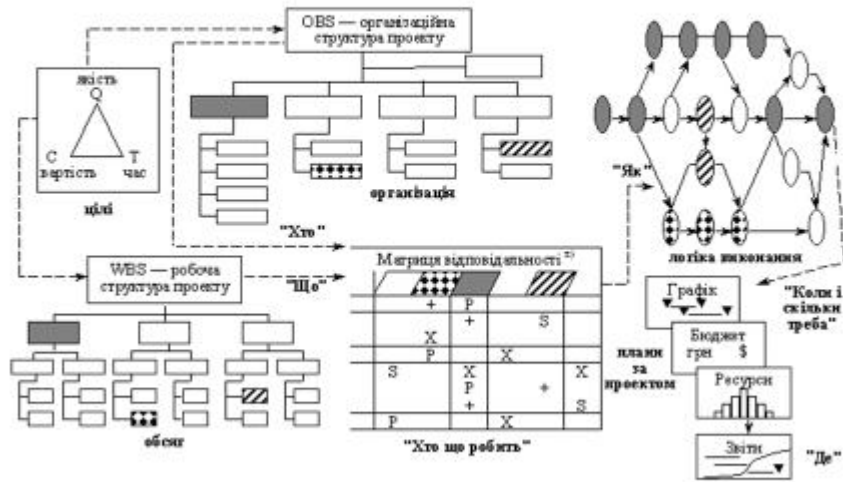 OBS — організаційна
структура проекту
якість
Q
C
T
вартість
час
цілі
організація
"Хто"
"Як"
WBS — робоча
структура проекту
"Що"
обсяг
Матриця відповідальності
+ P
+ S
X
P X
S X X
P +
+ S
P X
"Хто що робить"
логіка виконання
"Коли і
скільки
треба"
Графік
Бюджет
грн $
плани
за
проектом
Ресурси
Звіти
"Де"